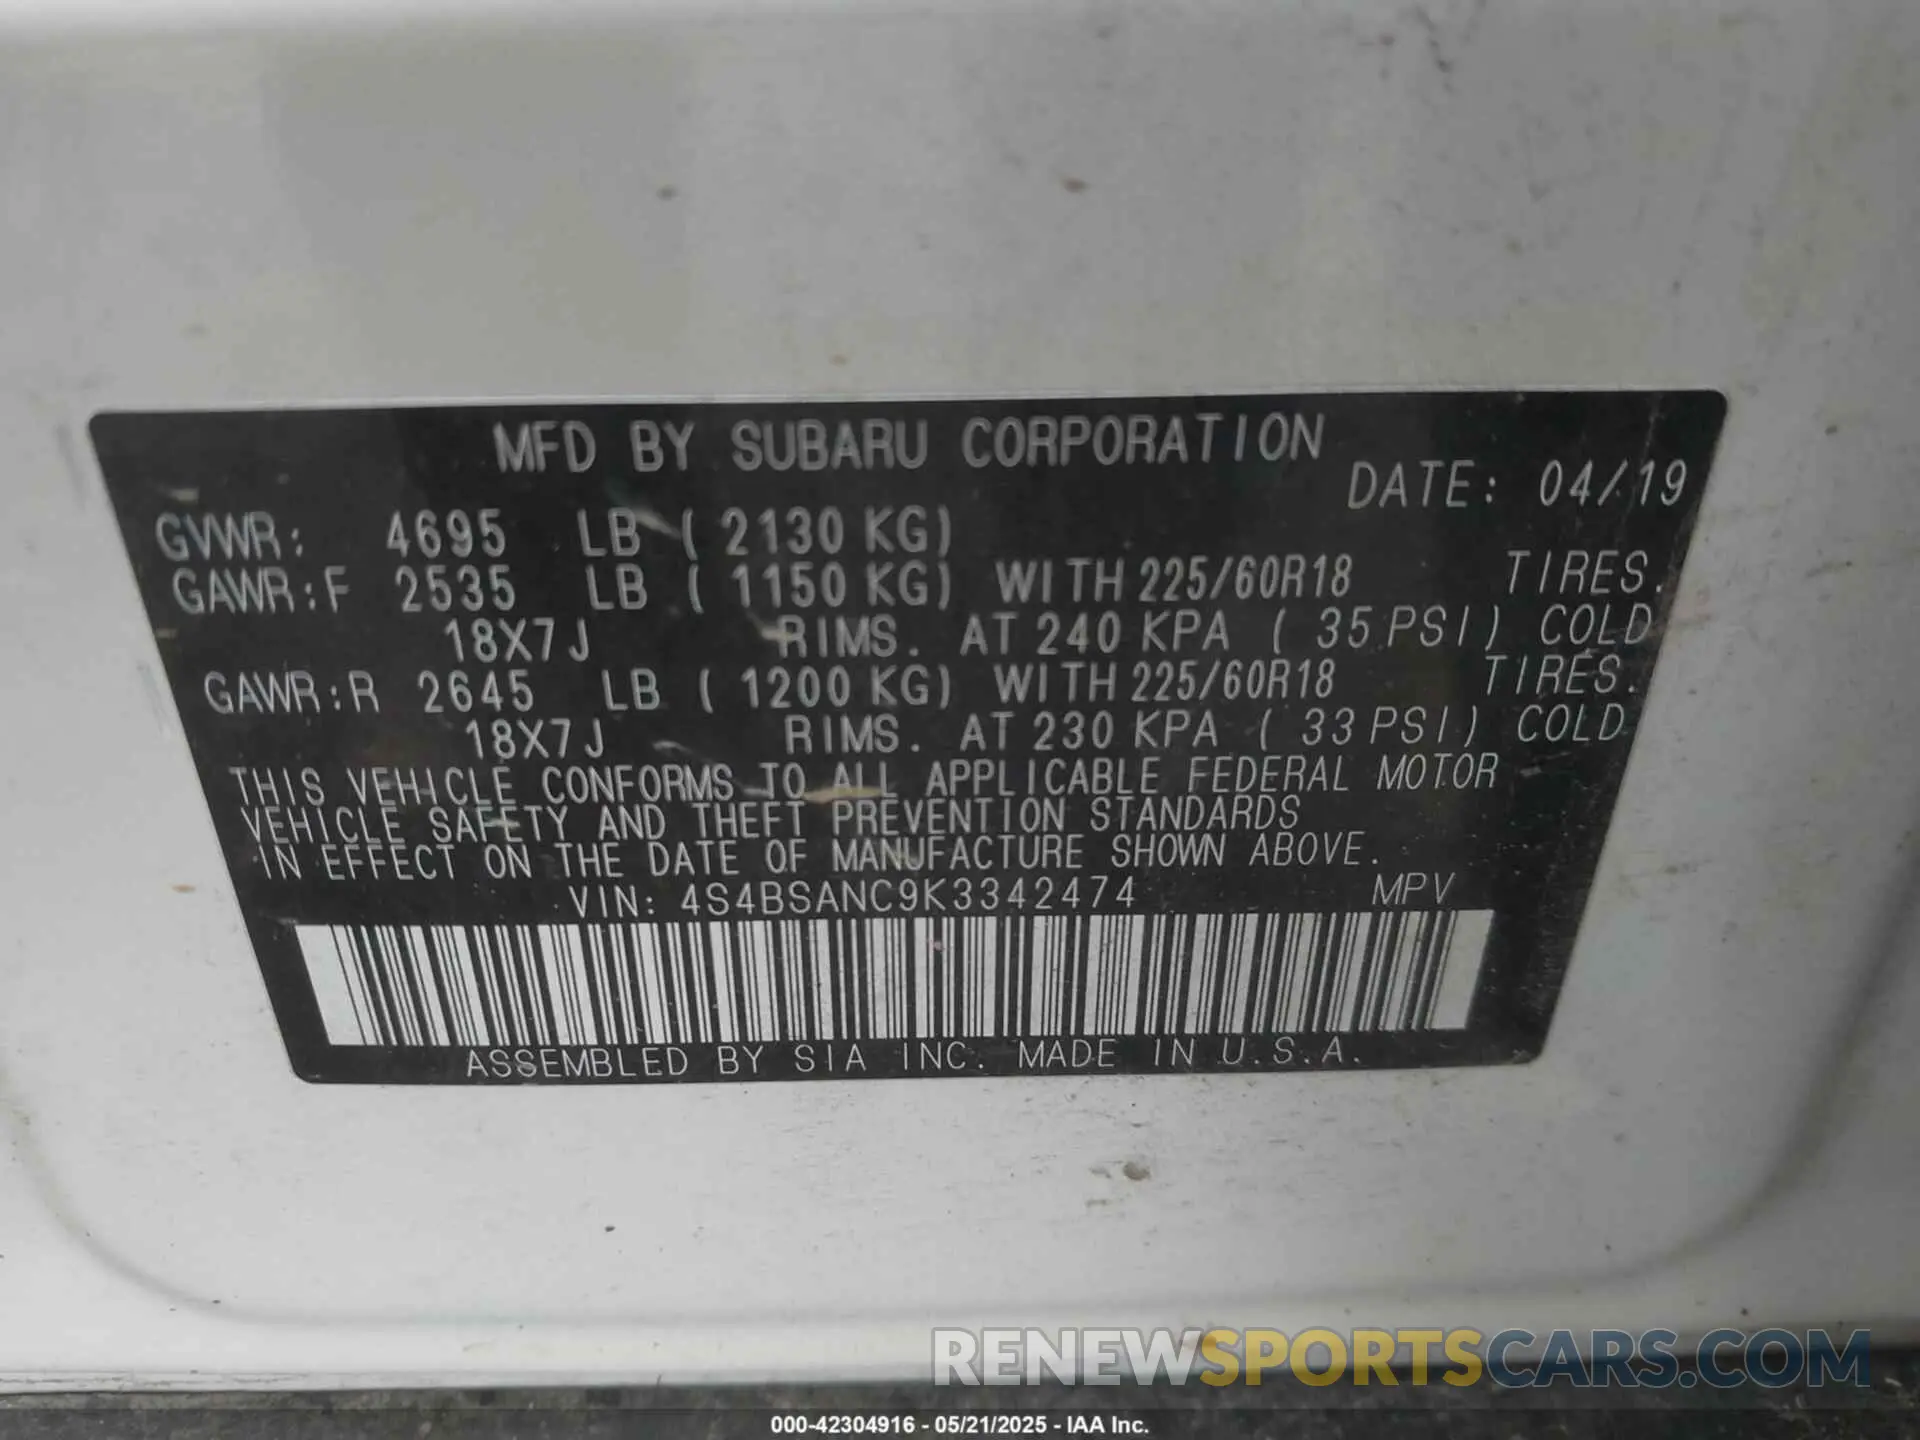 MFD BY SUBARU CORPORATION
DATE: 04/19
GVWR: 4695 LB ( 2130 KG)
GAWR:F 2535 LB ( 1150 KG) WITH 225/60R18 TIRES.
18X7J RIMS. AT 240 KPA ( 35 PSI) COLD
GAWR:R 2645 LB ( 1200 KG) WITH 225/60R18 TIRES.
18X7J RIMS. AT 230 KPA ( 33 PSI) COLD
THIS VEHICLE CONFORMS TO ALL APPLICABLE FEDERAL MOTOR
VEHICLE SAFETY AND THEFT PREVENTION STANDARDS
IN EFFECT ON THE DATE OF MANUFACTURE SHOWN ABOVE.
VIN: 4S4BSANC9K3342474 MPV
ASSEMBLED BY SIA INC. MADE IN U.S.A.
RENEWSPORTSCARS.COM
000-42304916 - 05/21/2025 - IAA Inc.